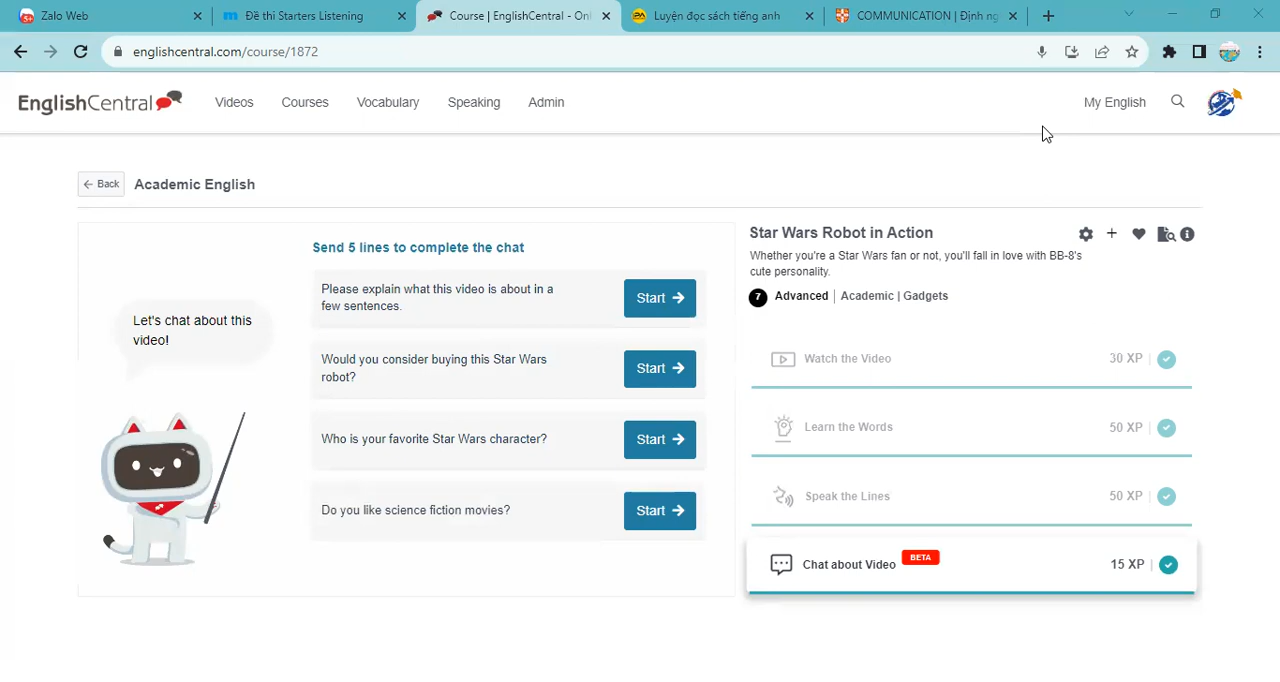 Zalo Web
Đề thi Starters Listening
Course | EnglishCentral - Onl
Luyện đọc sách tiếng anh
COMMUNICATION | Định ng
englishcentral.com/course/1872
EnglishCentral
Videos
Courses
Vocabulary
Speaking
Admin
My English
Back
Academic English
Let's chat about this
video!
Send 5 lines to complete the chat
Please explain what this video is about in a
few sentences.
Start
Would you consider buying this Star Wars
robot?
Start
Who is your favorite Star Wars character?
Start
Do you like science fiction movies?
Start
Star Wars Robot in Action
Whether you're a Star Wars fan or not, you'll fall in love with BB-8's
cute personality.
7 Advanced | Academic | Gadgets
Watch the Video 30 XP
Learn the Words 50 XP
Speak the Lines 50 XP
Chat about Video BETA 15 XP